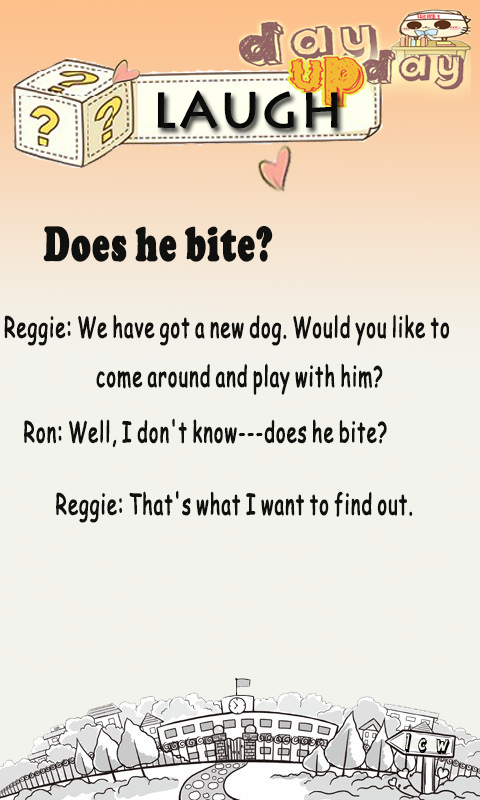 day
up
day
LAUGH
? ? ?
Does he bite?
Reggie: We have got a new dog. Would you like to
come around and play with him?
Ron: Well, I don't know---does he bite?
Reggie: That's what I want to find out.
I C W